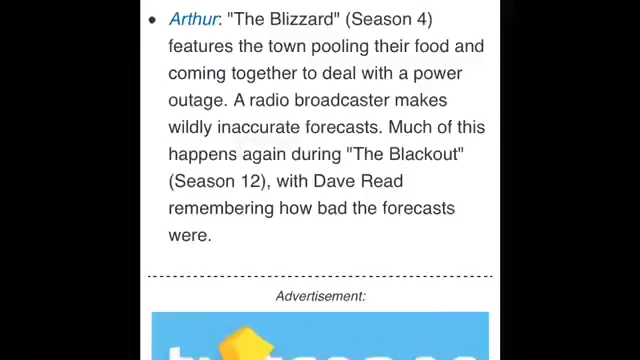 • Arthur: "The Blizzard" (Season 4)
features the town pooling their food and
coming together to deal with a power
outage. A radio broadcaster makes
wildly inaccurate forecasts. Much of this
happens again during "The Blackout"
(Season 12), with Dave Read
remembering how bad the forecasts
were.
Advertisement: